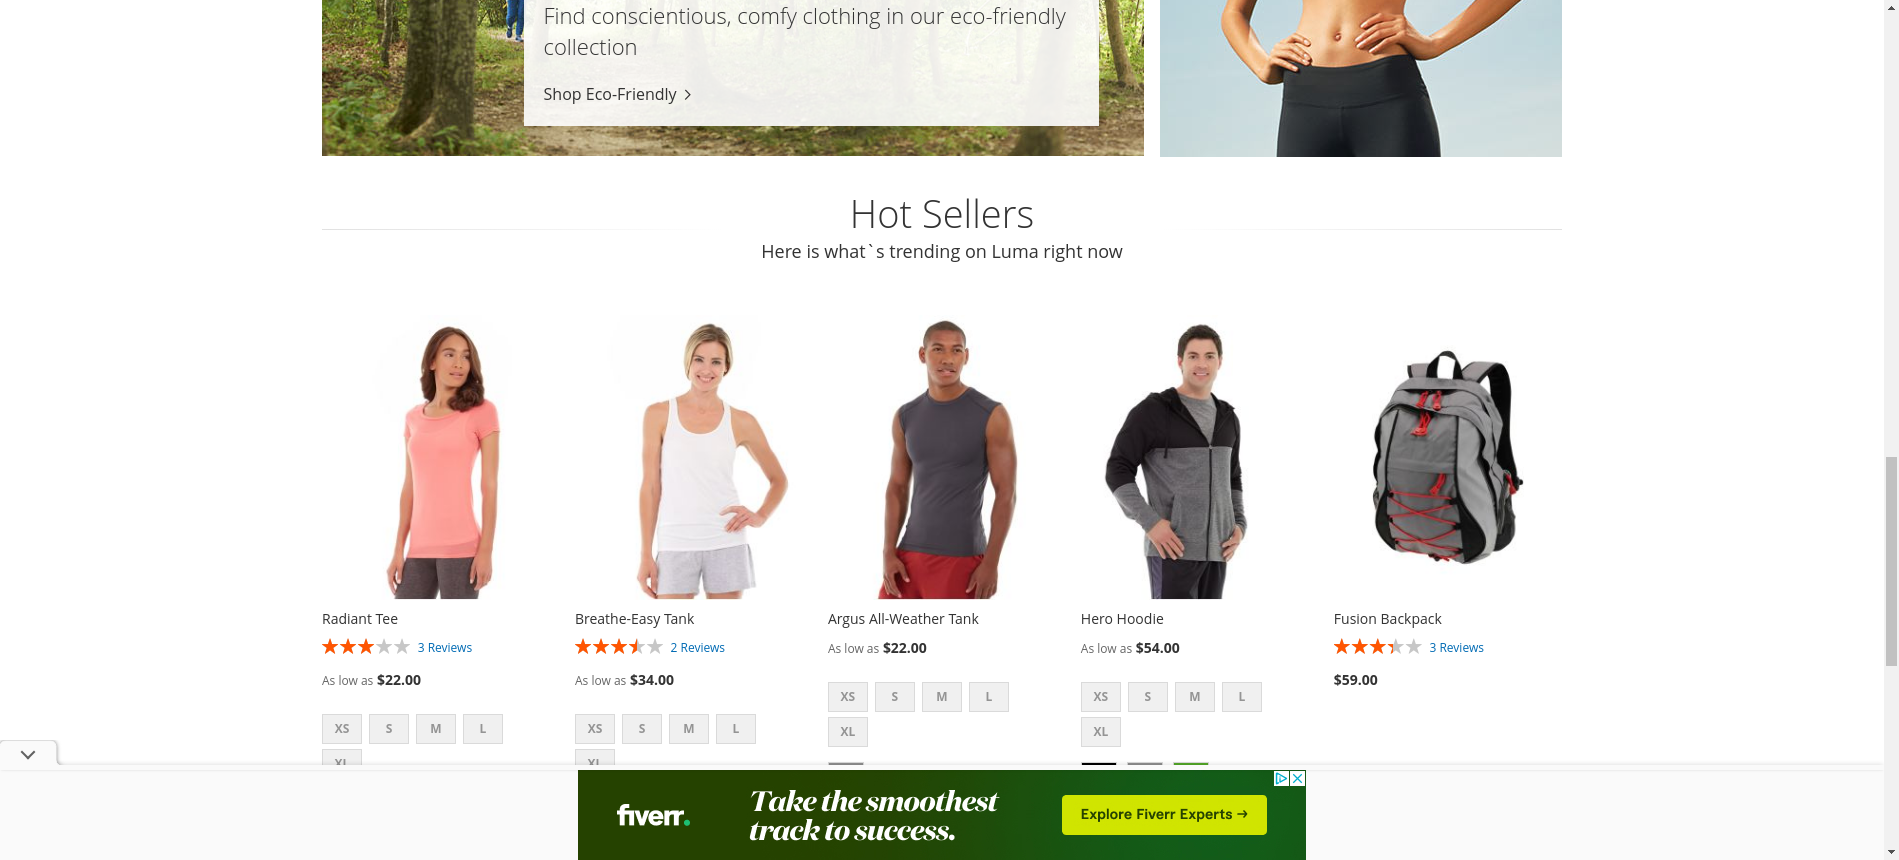 Find conscientious, comfy clothing in our eco-friendly
collection
Shop Eco-Friendly
Hot Sellers
Here is what`s trending on Luma right now
Radiant Tee
3 Reviews
As low as $22.00
XS S M L
XL
Breathe-Easy Tank
2 Reviews
As low as $34.00
XS S M L
XL
Argus All-Weather Tank
As low as $22.00
XS S M L
XL
Hero Hoodie
As low as $54.00
XS S M L
XL
Fusion Backpack
3 Reviews
$59.00
fiverr.
Take the smoothest
track to success.
Explore Fiverr Experts →